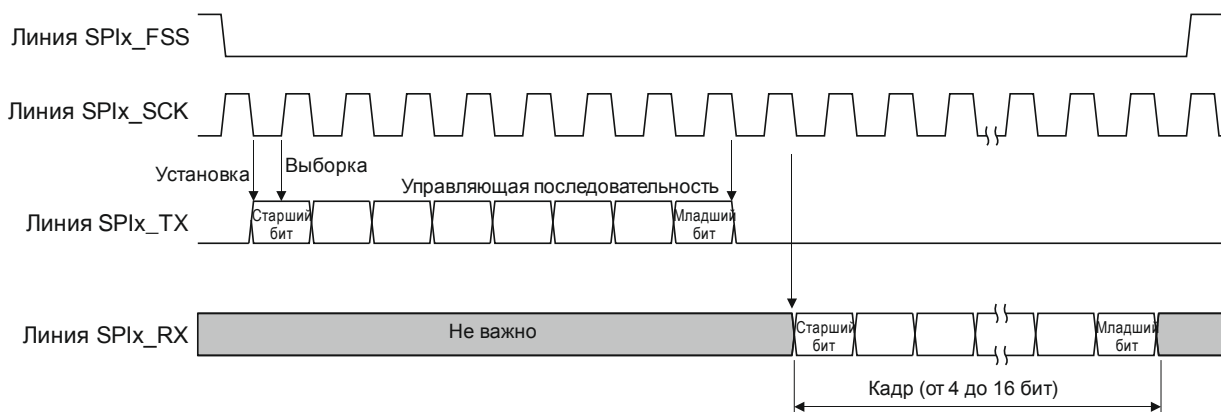 Линия SPIx_FSS
Линия SPIx_SCK
Установка
Выборка
Управляющая последовательность
Линия SPIx_TX
Старший
бит
Младший
бит
Линия SPIx_RX
Не важно
Старший
бит
Младший
бит
Кадр (от 4 до 16 бит)